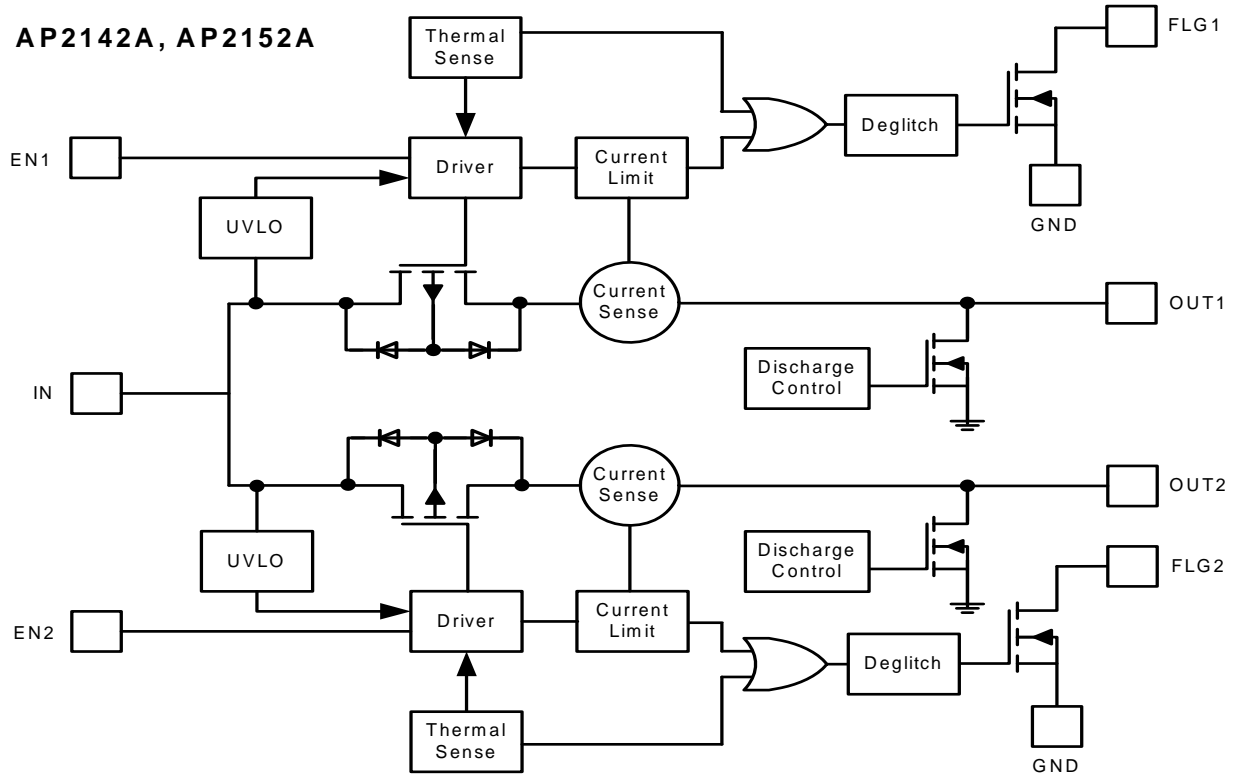 AP2142A, AP2152A
Thermal
Sense
FLG1
Deglitch
EN1
Driver
Current
Limit
UVLO
GND
Current
Sense
OUT1
Discharge
Control
IN
Current
Sense
OUT2
UVLO
Discharge
Control
FLG2
Driver
Current
Limit
EN2
Deglitch
Thermal
Sense
GND